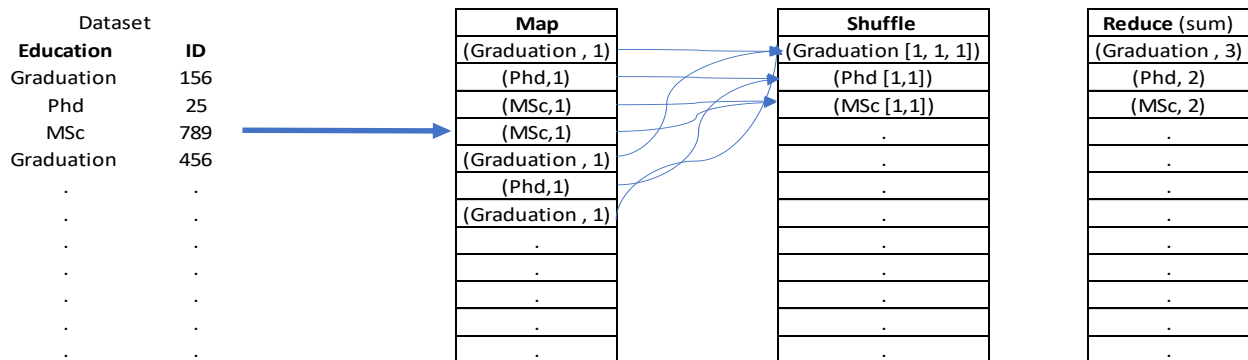 Dataset
Education ID
Graduation 156
Phd 25
MSc 789
Graduation 456
. .
. .
. .
. .
. .
. .
. .
Map
(Graduation , 1)
(Phd,1)
(MSc,1)
(MSc,1)
(Graduation , 1)
(Phd,1)
(Graduation , 1)
.
.
.
.
.
Shuffle
(Graduation [1, 1, 1])
(Phd [1,1])
(MSc [1,1])
.
.
.
.
.
.
.
.
.
Reduce (sum)
(Graduation , 3)
(Phd, 2)
(MSc, 2)
.
.
.
.
.
.
.
.
.